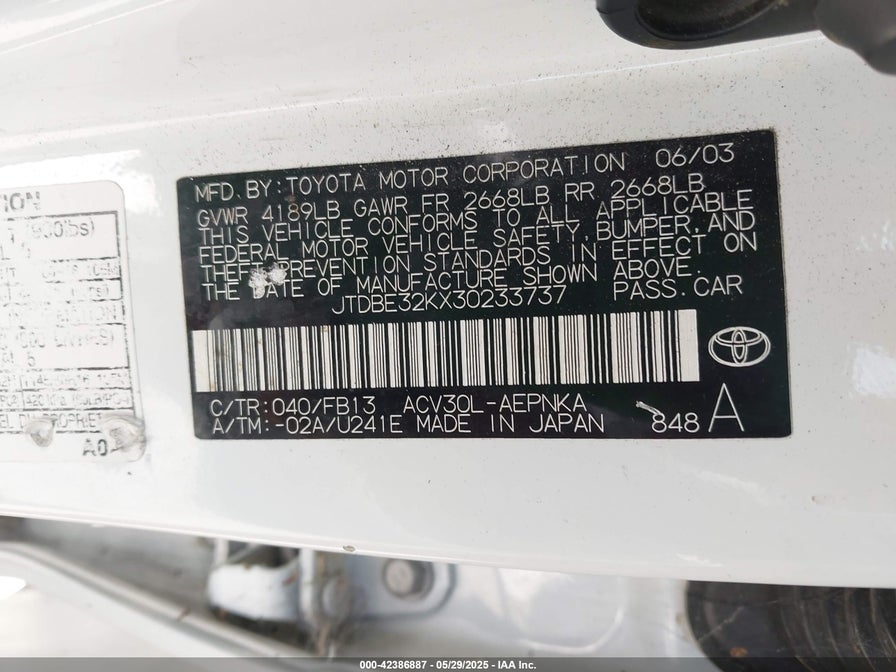 MFD. BY: TOYOTA MOTOR CORPORATION 06/03
GVWR 4189LB GAWR FR 2668LB RR 2668LB
THIS VEHICLE CONFORMS TO ALL APPLICABLE
FEDERAL MOTOR VEHICLE SAFETY, BUMPER, AND
THEFT PREVENTION STANDARDS IN EFFECT ON
THE DATE OF MANUFACTURE SHOWN ABOVE.
JTDBE32KX30233737 PASS. CAR
C/TR: 040/FB13 ACV30L-AEPNKA
A/TM: -02A/U241E MADE IN JAPAN 848 A
000-42386887 - 05/29/2025 - IAA Inc.